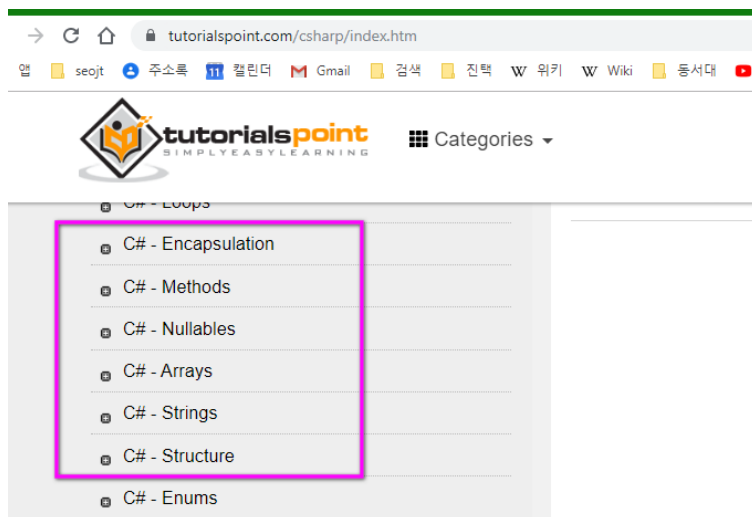 tutorialspoint.com/csharp/index.htm
앱 seojt 주소록 11 캘린더 Gmail 검색 진택 W 위키 W Wiki 동서대
tutorialspoint
SIMPLYEASYLEARNING
Categories
C# - Loops
C# - Encapsulation
C# - Methods
C# - Nullables
C# - Arrays
C# - Strings
C# - Structure
C# - Enums